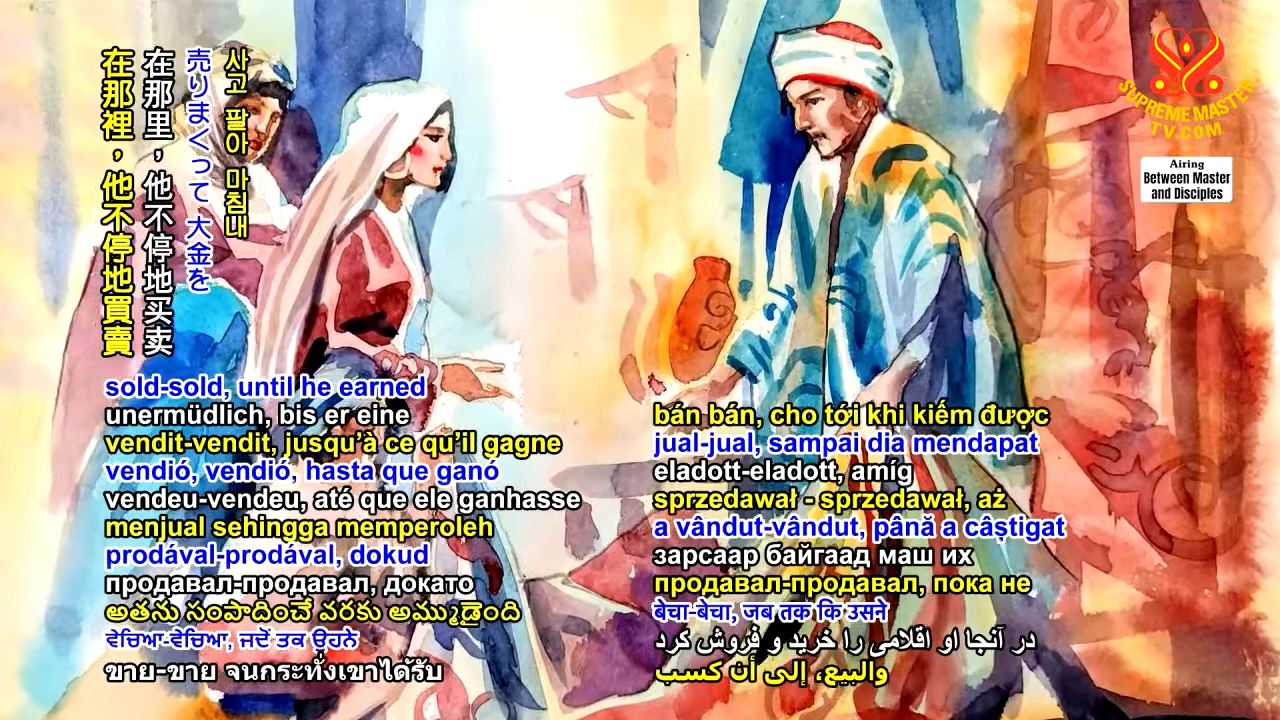 在那裡，他不停地買賣
在那里，他不停地买卖
売りまくって 大金を
사고 팔아 마침내
SUPREME MASTER
TV.COM
Airing
Between Master
and Disciples
sold-sold, until he earned
unermüdlich, bis er eine
vendit-vendit, jusqu’à ce qu’il gagne
vendió, vendió, hasta que ganó
vendeu-vendeu, até que ele ganhasse
menjual sehingga memperoleh
prodával-prodával, dokud
продавал-продавал, докато
అతను సంపాదించే వరకు అమ్ముడైంది
ਵੇਚਿਆ-ਵੇਚਿਆ, ਜਦੋਂ ਤਕ ਉਹਨੇ
ขาย-ขาย จนกระทั่งเขาได้รับ
bán bán, cho tới khi kiếm được
jual-jual, sampai dia mendapat
eladott-eladott, amíg
sprzedawał - sprzedawał, aż
a vândut-vândut, până a câștigat
зарсаар байгаад маш их
продавал-продавал, пока не
बेचा-बेचा, जब तक कि उसने
در آنجا او اقلامی را خرید و فروش کرد
والبيع، إلى أن كسب